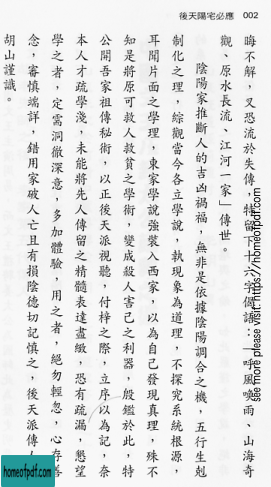 後天陽宅必應 002
晦不解，又恐流於失傳，特留下十六字偈語：「呼風喚雨、山海奇
觀、原水長流、江河一家」傳世。
陰陽家推斷人的吉凶禍福，無非是依據陰陽調合之機，五行生剋
制化之理，綜觀當今各立學說，執現象為道理，不探究系統根源，
耳聞片面之學理，東家學說強裝入西家，以為自己發現真理，殊不
知是將原可救人救貧之學術，變成殺人害己之利器，殷鑑於此，特
公開吾家祖傳秘術，以正後天派視聽，付梓之際，立序以為記，奈
本人才疏學淺，未能將先人傳留之精髓表達盡緻，恐有疏漏，懇望
學之者，定需洞徹深意，多加體驗，用之者，絕勿輕忽，心存善
念，審慎端詳，錯用家破人亡且有損陰德切記慎之，後天派傳人
胡山謹識。
see more please visit: https://homeofpdf.com
homeofpdf.com